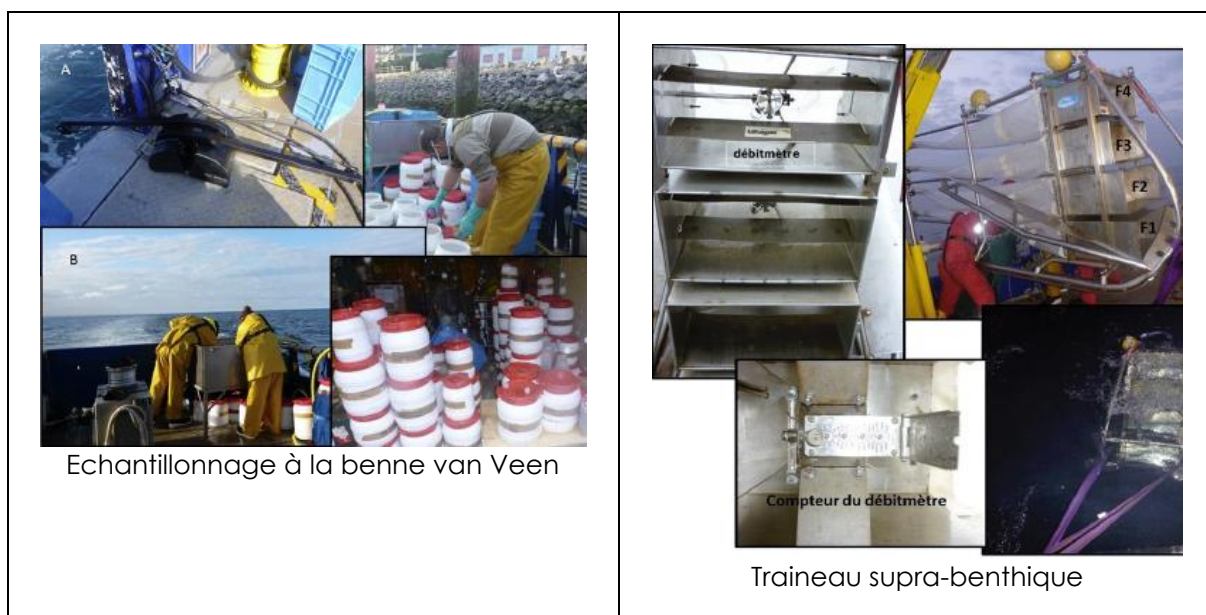 A
C
B
Echantillonnage à la benne van Veen
débitmètre
F4
F3
F2
F1
Compteur du débitmètre
Traineau supra-benthique